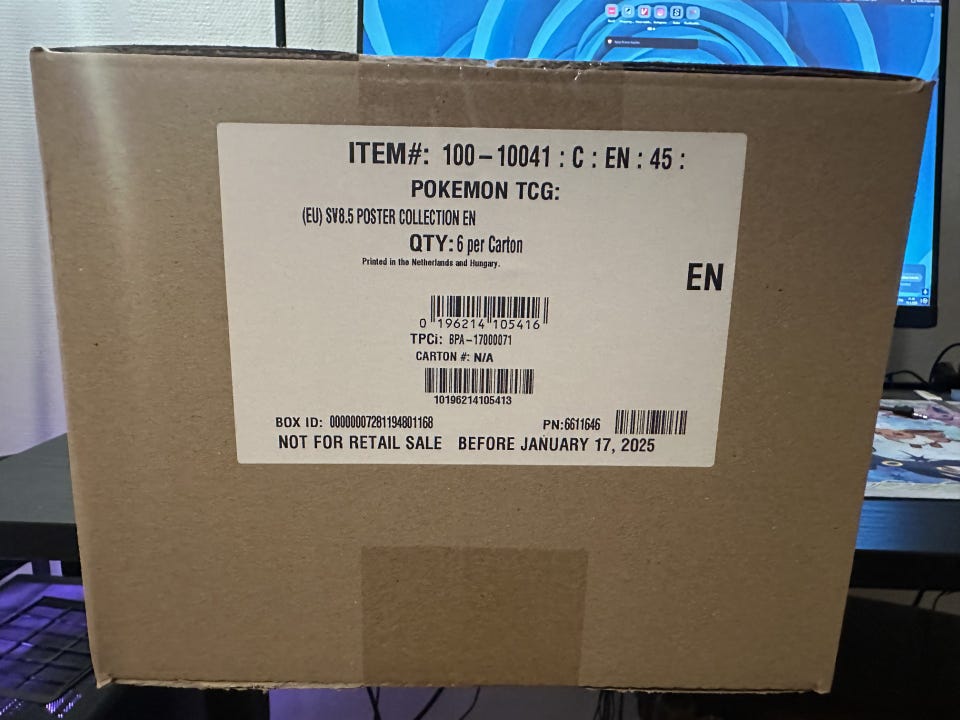 ITEM#: 100-10041 : C : EN : 45 :
POKEMON TCG:
(EU) SV8.5 POSTER COLLECTION EN
QTY: 6 per Carton
Printed in the Netherlands and Hungary.
EN
0 196214 105416
TPCi: BPA-17000071
CARTON #: N/A
10196214105413
BOX ID: 00000007281194801168
PN:6611646
NOT FOR RETAIL SALE BEFORE JANUARY 17, 2025